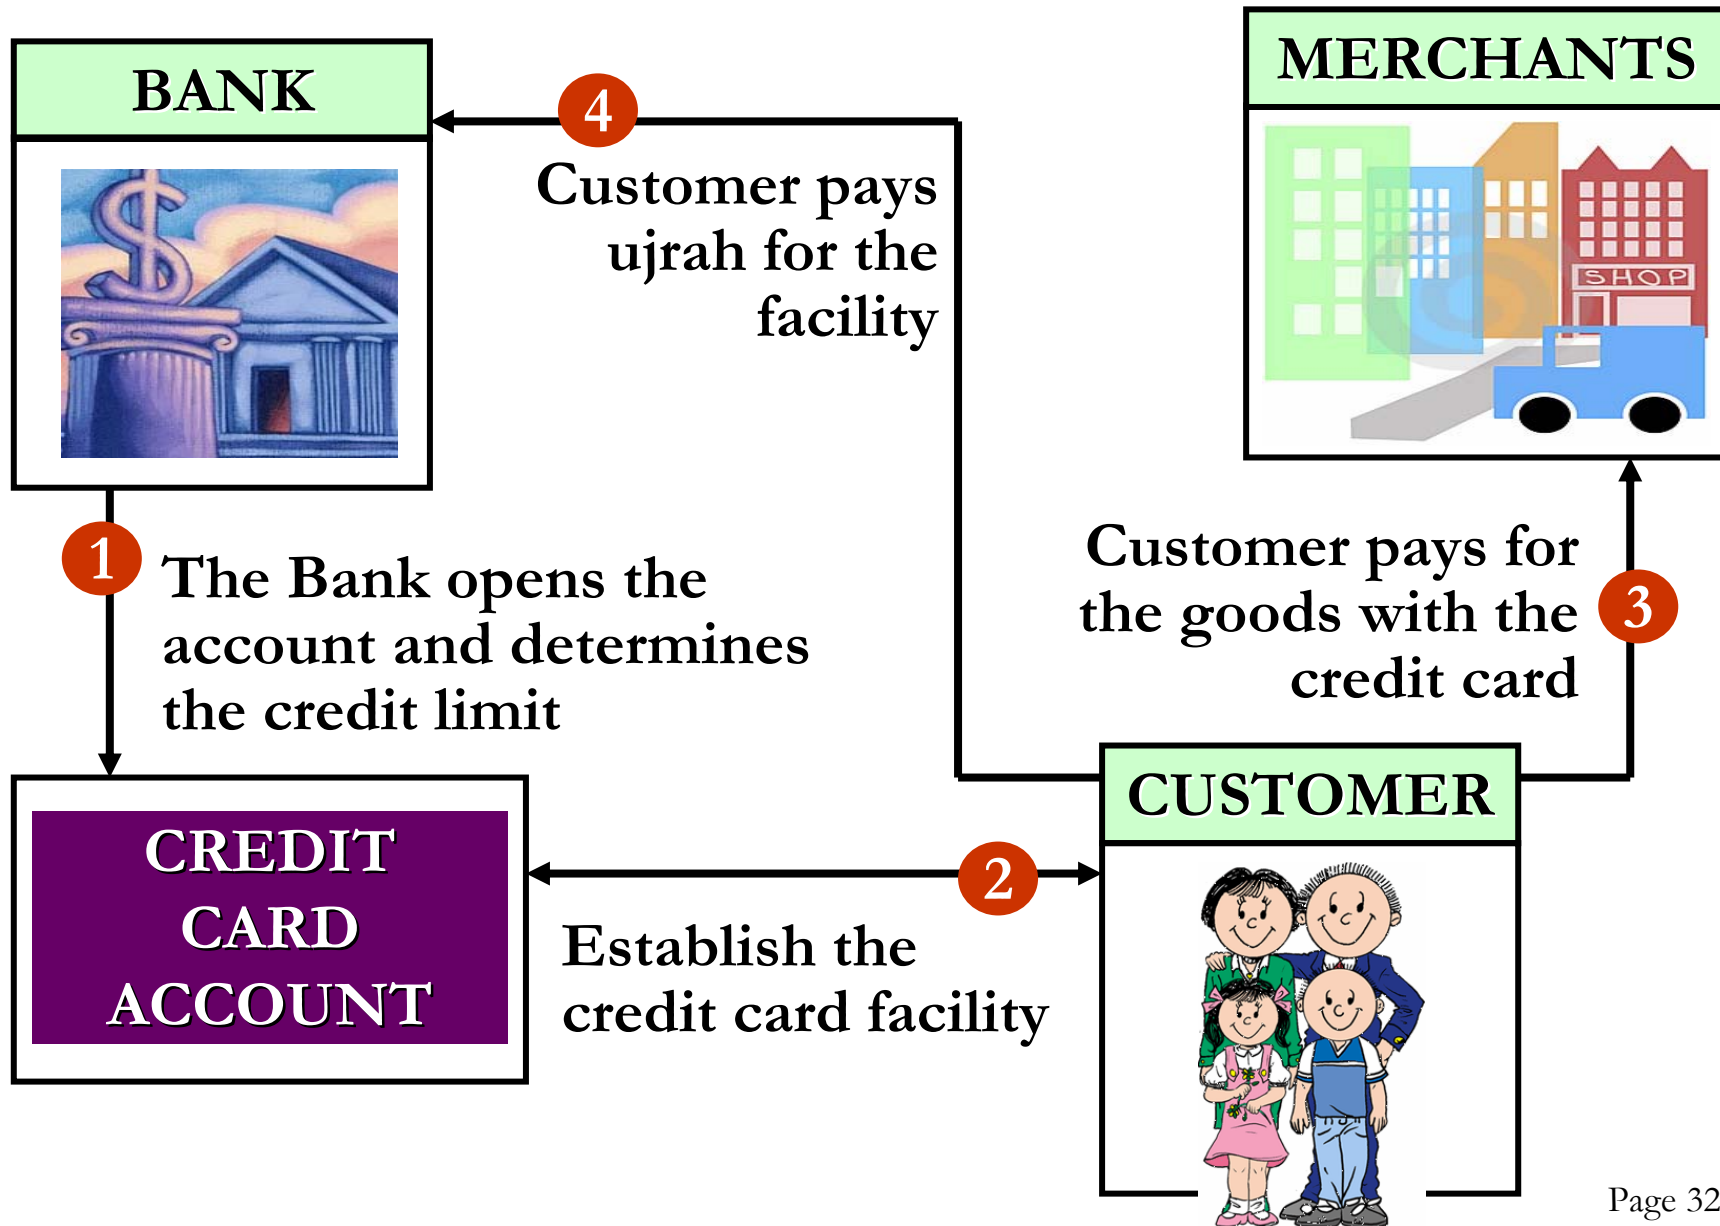 BANK
MERCHANTS
SHOP
4
Customer pays
ujrah for the
facility
1
The Bank opens the
account and determines
the credit limit
Customer pays for
the goods with the
credit card
3
CREDIT
CARD
ACCOUNT
2
Establish the
credit card facility
CUSTOMER
Page 32